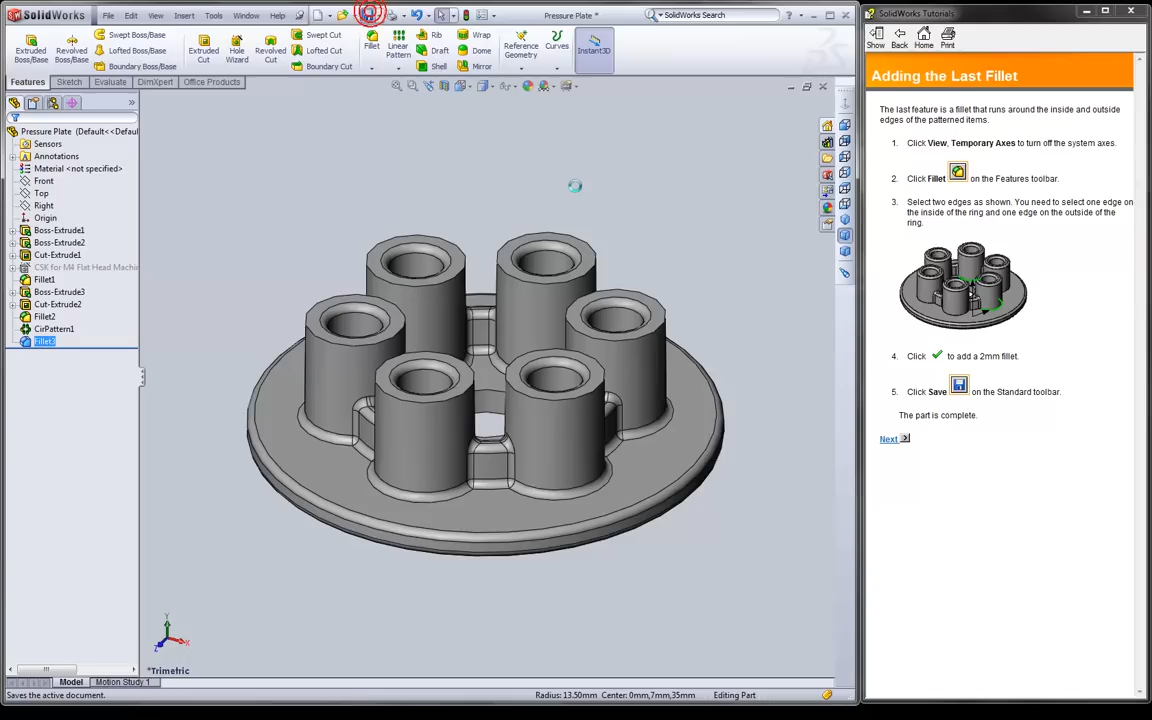 SolidWorks File Edit View Insert Tools Window Help Pressure Plate * SolidWorks Search
Extruded Boss/Base
Revolved Boss/Base
Swept Boss/Base
Lofted Boss/Base
Boundary Boss/Base
Extruded Cut
Hole Wizard
Revolved Cut
Swept Cut
Lofted Cut
Boundary Cut
Fillet
Linear Pattern
Rib
Draft
Shell
Wrap
Dome
Mirror
Reference Geometry
Curves
Instant3D
Features Sketch Evaluate DimXpert Office Products
Pressure Plate (Default<<Defaul
Sensors
Annotations
Material <not specified>
Front
Top
Right
Origin
Boss-Extrude1
Boss-Extrude2
Cut-Extrude1
CSK for M4 Flat Head Machin
Fillet1
Boss-Extrude3
Cut-Extrude2
Fillet2
CirPattern1
Fillet3
Y
X
Z
*Trimetric
Model Motion Study 1
Saves the active document. Radius: 13.50mm Center: 0mm,7mm,35mm Editing Part
SolidWorks Tutorials
Show Back Home Print
Adding the Last Fillet
The last feature is a fillet that runs around the inside and outside
edges of the patterned items.
1. Click View, Temporary Axes to turn off the system axes.
2. Click Fillet on the Features toolbar.
3. Select two edges as shown. You need to select one edge on
the inside of the ring and one edge on the outside of the
ring.
4. Click to add a 2mm fillet.
5. Click Save on the Standard toolbar.
The part is complete.
Next